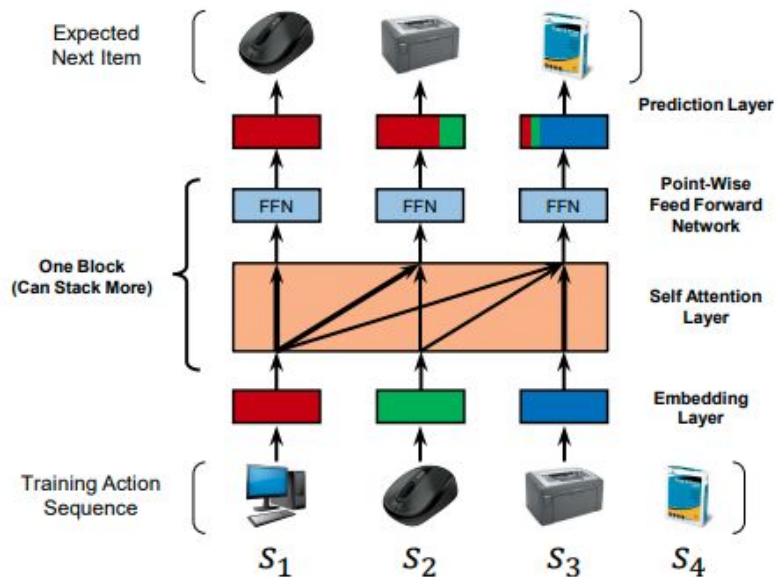 Expected
Next Item
Prediction Layer
FFN
FFN
FFN
Point-Wise
Feed Forward
Network
One Block
(Can Stack More)
Self Attention
Layer
Embedding
Layer
Training Action
Sequence
S1
S2
S3
S4